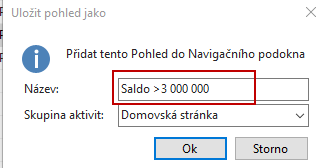 Uložit pohled jako
Přidat tento Pohled do Navigačního podokna
Název: Saldo >3 000 000
Skupina aktivit: Domovská stránka
Ok Storno